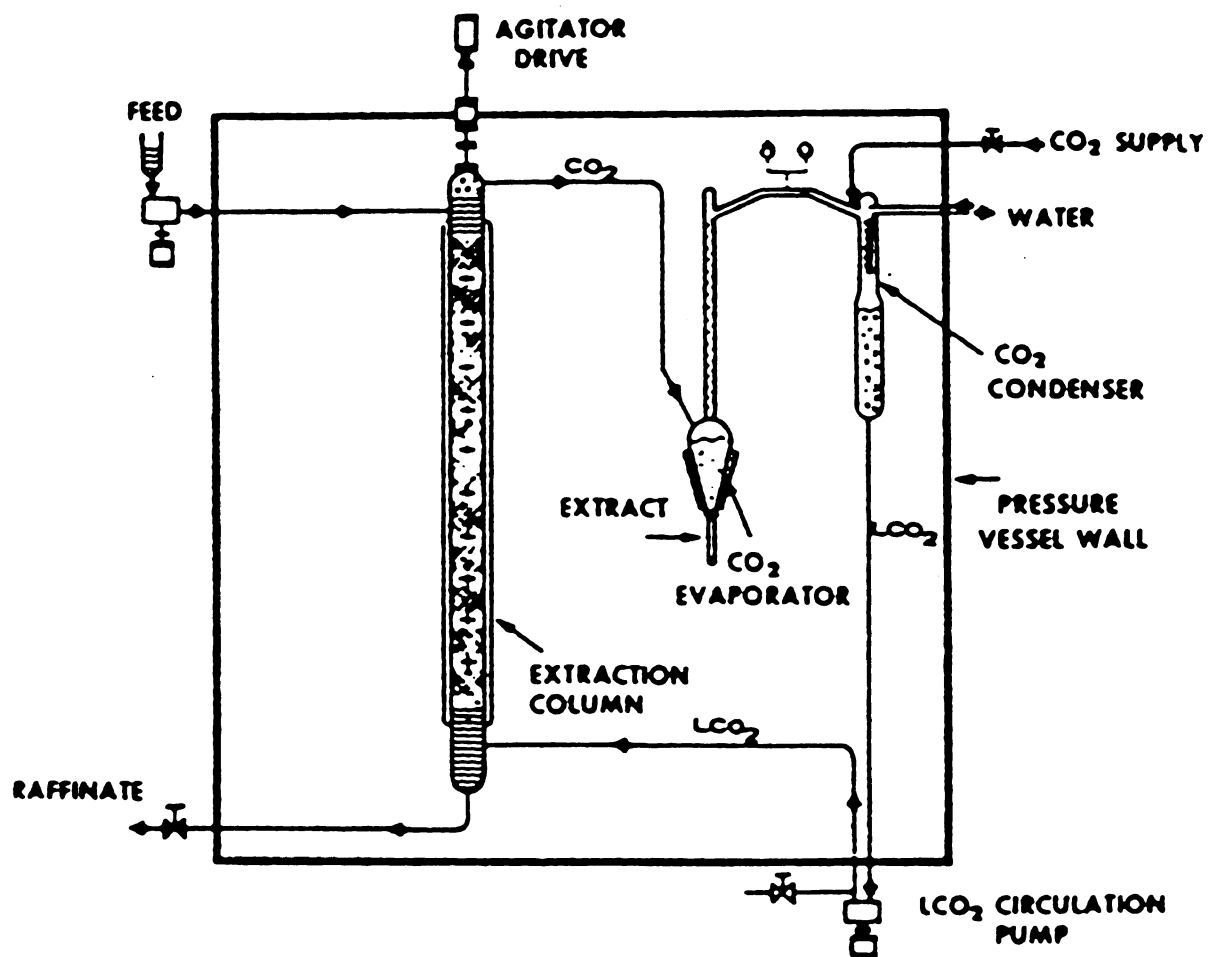 AGITATOR
DRIVE
FEED
CO₂
CO₂ SUPPLY
WATER
CO₂
CONDENSER
EXTRACT
LCO₂
PRESSURE
VESSEL WALL
CO₂
EVAPORATOR
EXTRACTION
COLUMN
LCO₂
RAFFINATE
LCO₂ CIRCULATION
PUMP